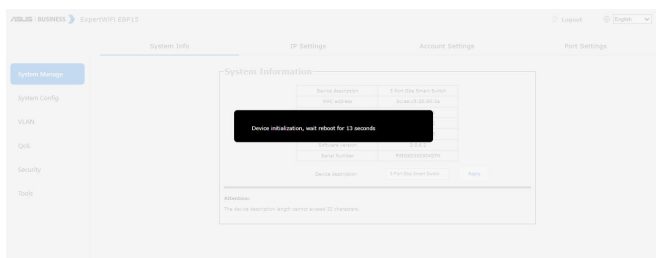 ASUS BUSINESS ExpertWiFi EBP15
Logout English
System Info IP Settings Account Settings Port Settings
System Manage
System Config
VLAN
QoS
Security
Tools
System Information
Device description 5 Port Gbe Smart Switch
MAC address
Device initialization, wait reboot for 13 seconds
Software version
Serial Number
Device description 5 Port Gbe Smart Switch Apply
Attention:
The device description length cannot exceed 32 characters.